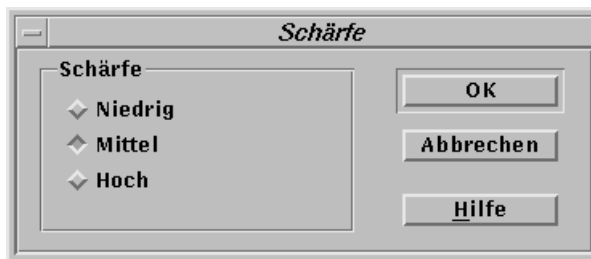 Schärfe
Schärfe
Niedrig
Mittel
Hoch
OK
Abbrechen
Hilfe